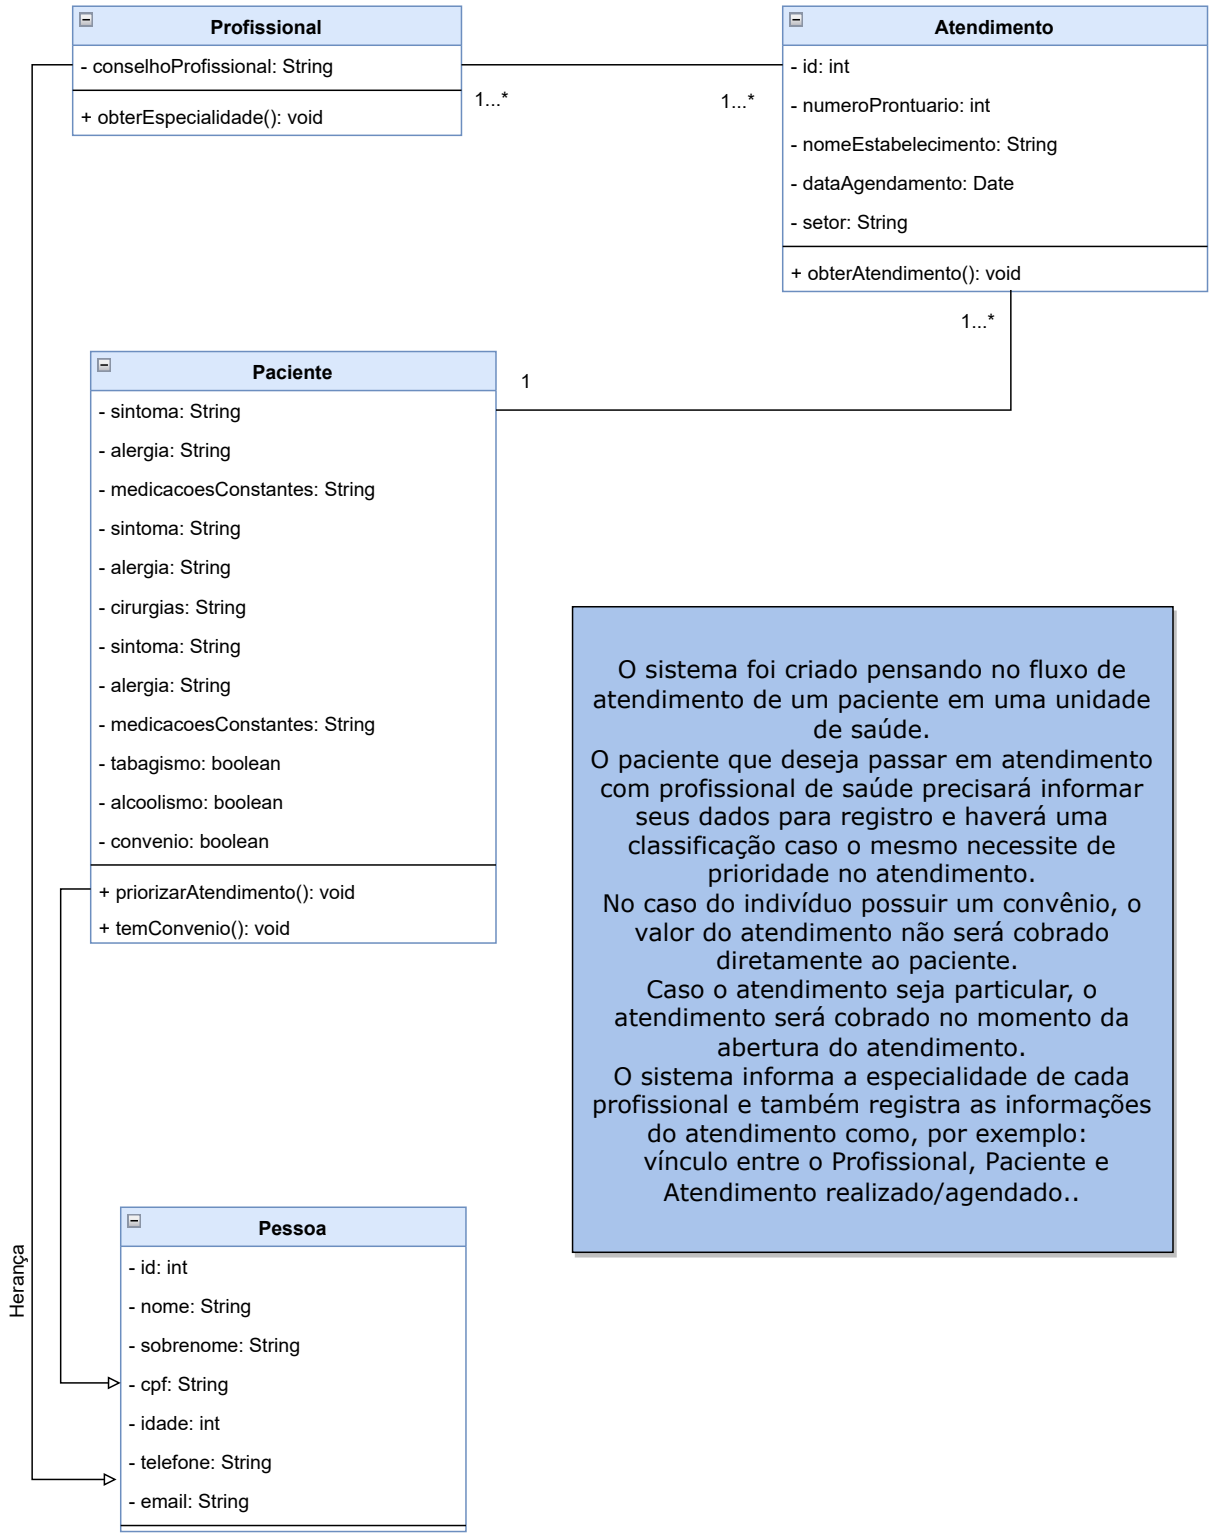 Profissional
- conselhoProfissional: String
+ obterEspecialidade(): void
1...*
1...*
Atendimento
- id: int
- numeroProntuario: int
- nomeEstabelecimento: String
- dataAgendamento: Date
- setor: String
+ obterAtendimento(): void
1...*
1
Paciente
- sintoma: String
- alergia: String
- medicacoesConstantes: String
- sintoma: String
- alergia: String
- cirurgias: String
- sintoma: String
- alergia: String
- medicacoesConstantes: String
- tabagismo: boolean
- alcoolismo: boolean
- convenio: boolean
+ priorizarAtendimento(): void
+ temConvenio(): void
O sistema foi criado pensando no fluxo de
atendimento de um paciente em uma unidade
de saúde.
O paciente que deseja passar em atendimento
com profissional de saúde precisará informar
seus dados para registro e haverá uma
classificação caso o mesmo necessite de
prioridade no atendimento.
No caso do indivíduo possuir um convênio, o
valor do atendimento não será cobrado
diretamente ao paciente.
Caso o atendimento seja particular, o
atendimento será cobrado no momento da
abertura do atendimento.
O sistema informa a especialidade de cada
profissional e também registra as informações
do atendimento como, por exemplo:
vínculo entre o Profissional, Paciente e
Atendimento realizado/agendado..
Herança
Pessoa
- id: int
- nome: String
- sobrenome: String
- cpf: String
- idade: int
- telefone: String
- email: String